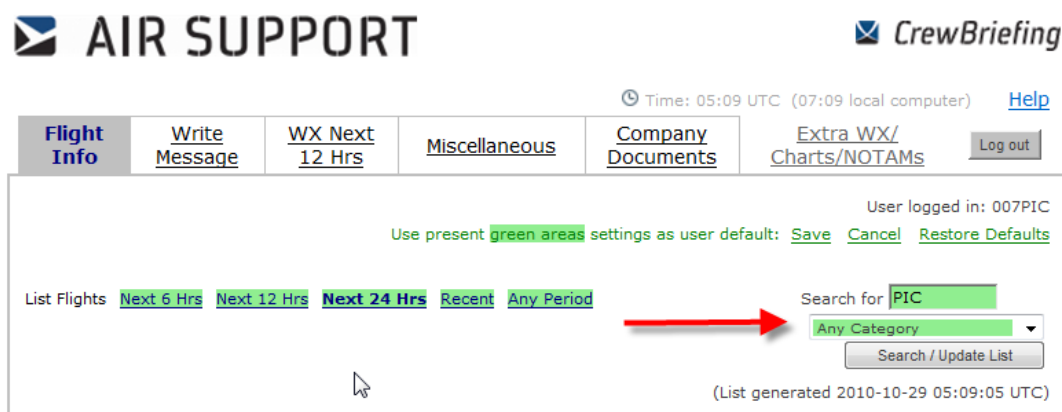 AIR SUPPORT
CrewBriefing
Time: 05:09 UTC (07:09 local computer) Help
Flight Info
Write Message
WX Next 12 Hrs
Miscellaneous
Company Documents
Extra WX/ Charts/NOTAMs
Log out
User logged in: 007PIC
Use present green areas settings as user default: Save Cancel Restore Defaults
List Flights Next 6 Hrs Next 12 Hrs Next 24 Hrs Recent Any Period
Search for PIC
Any Category
Search / Update List
(List generated 2010-10-29 05:09:05 UTC)